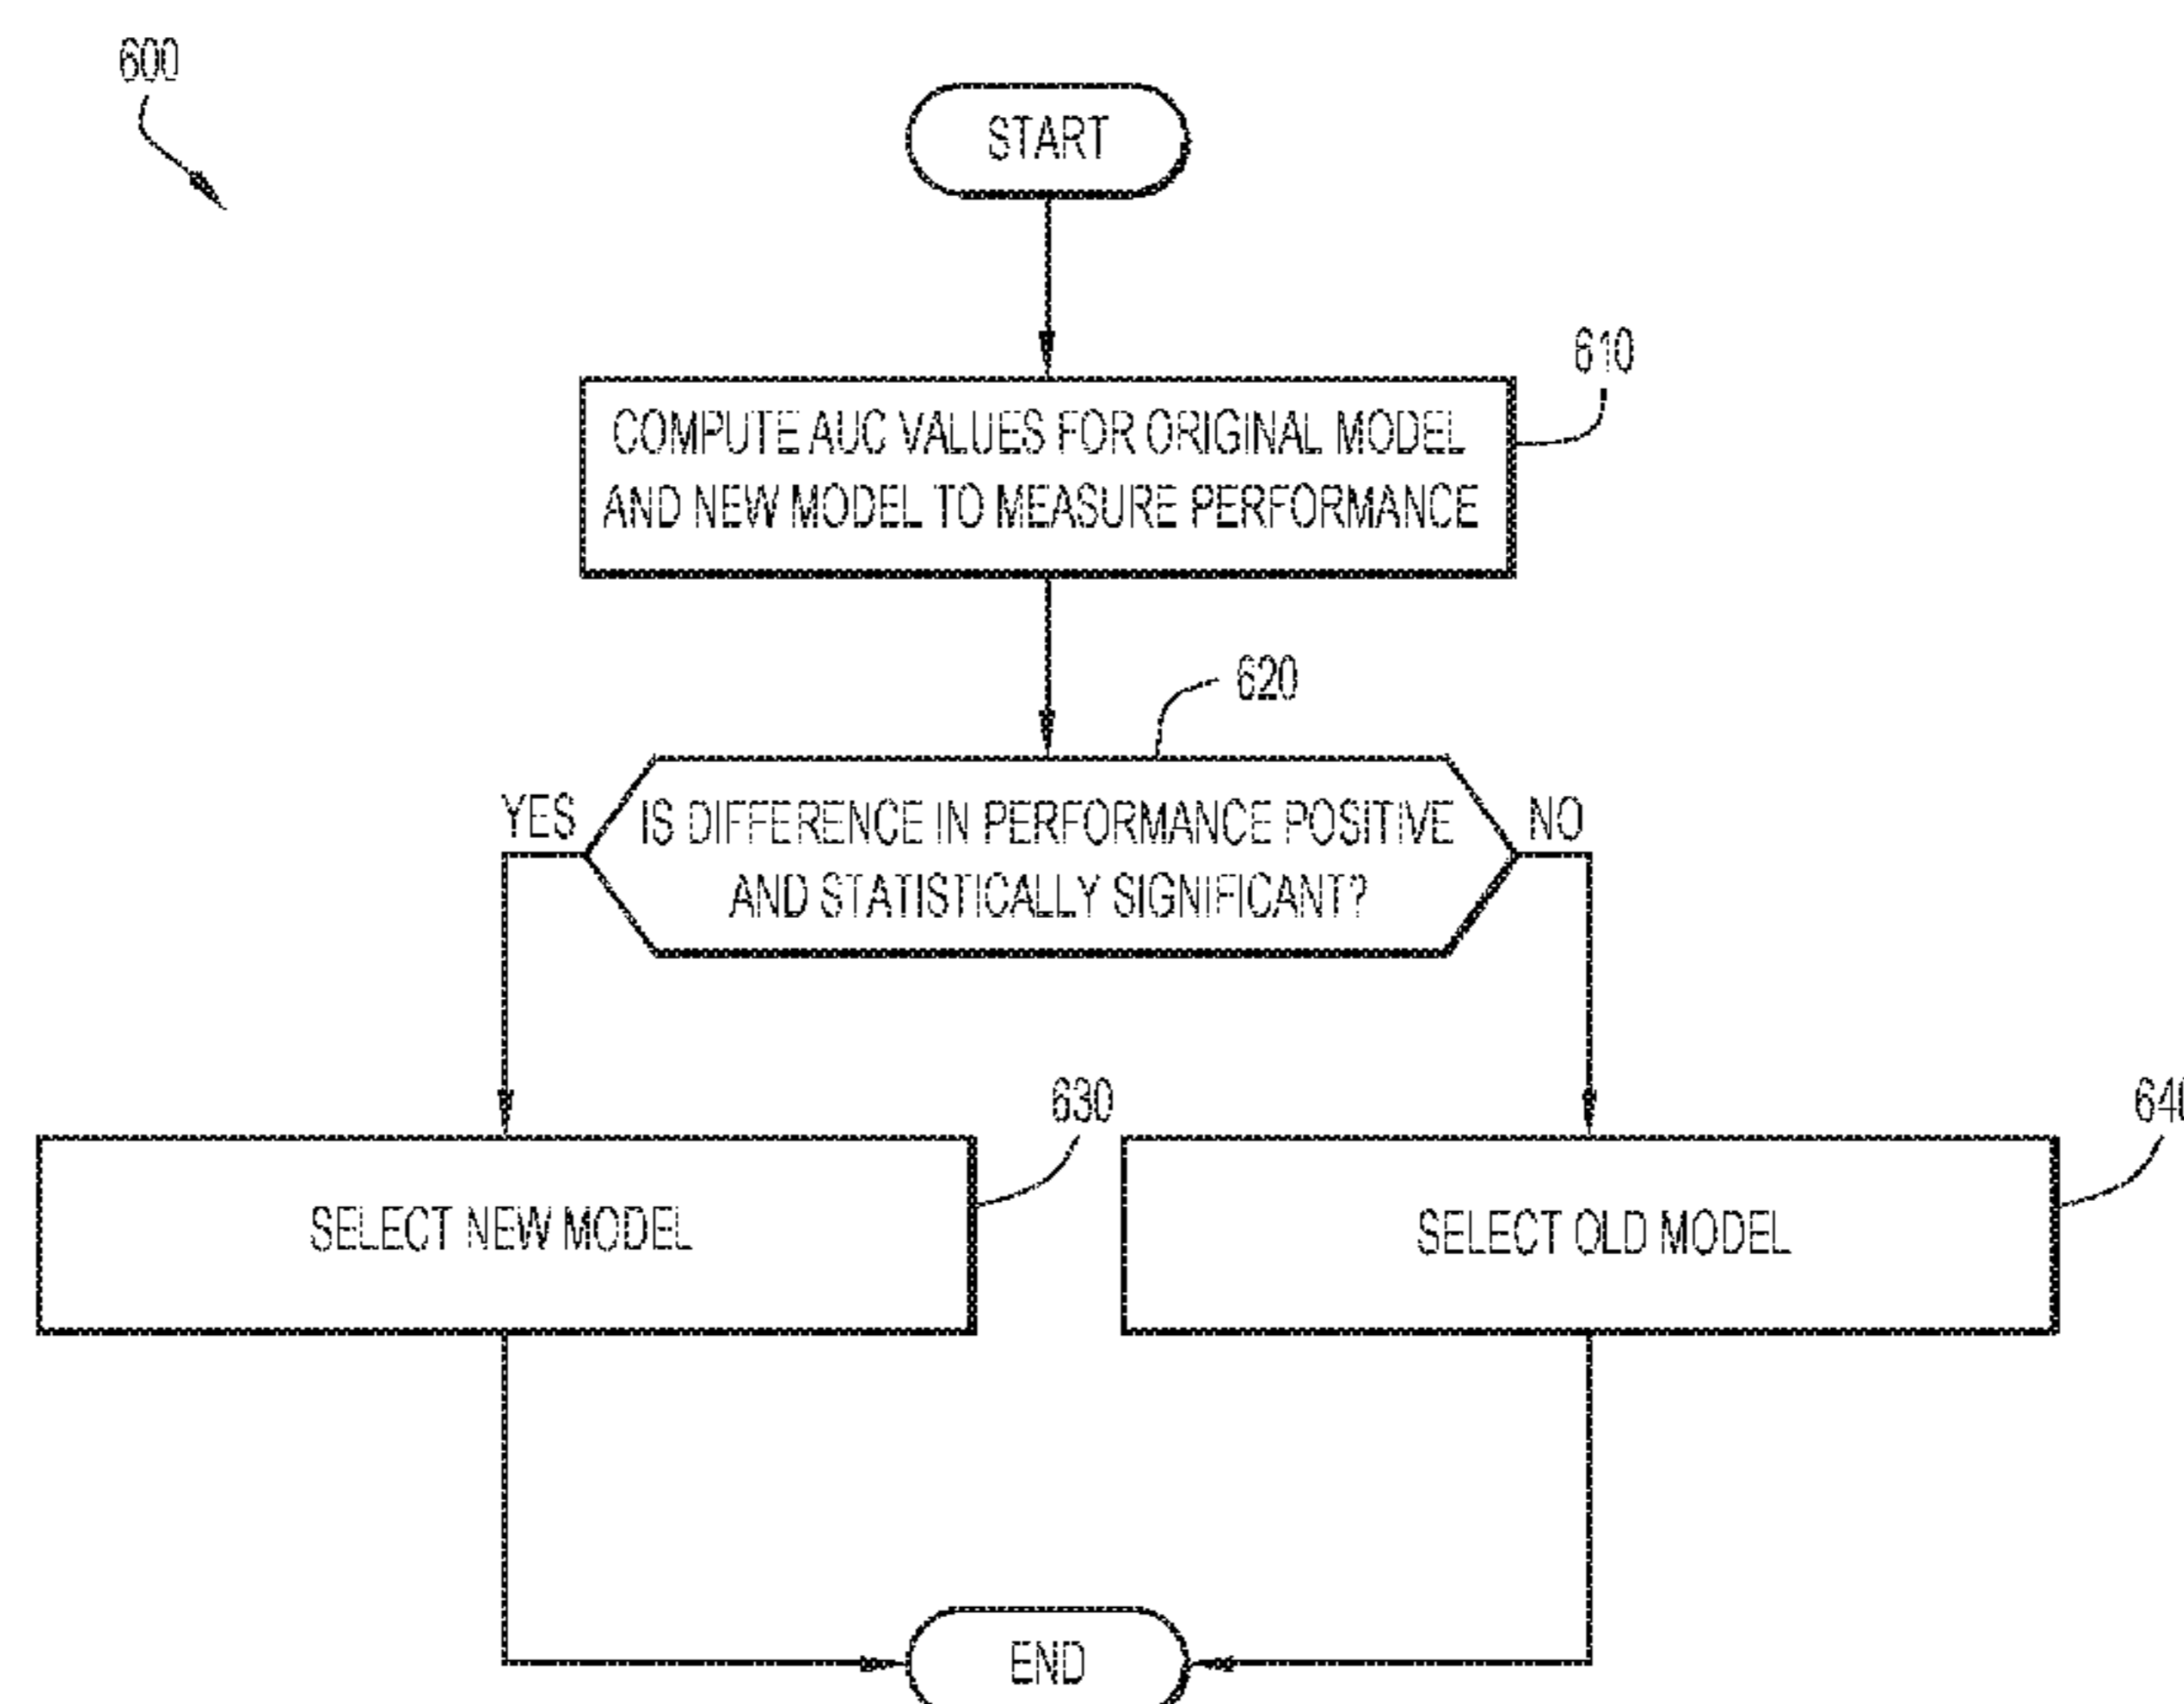 600
START
610
COMPUTE AUC VALUES FOR ORIGINAL MODEL
AND NEW MODEL TO MEASURE PERFORMANCE
620
YES
IS DIFFERENCE IN PERFORMANCE POSITIVE
AND STATISTICALLY SIGNIFICANT?
NO
630
640
SELECT NEW MODEL
SELECT OLD MODEL
END